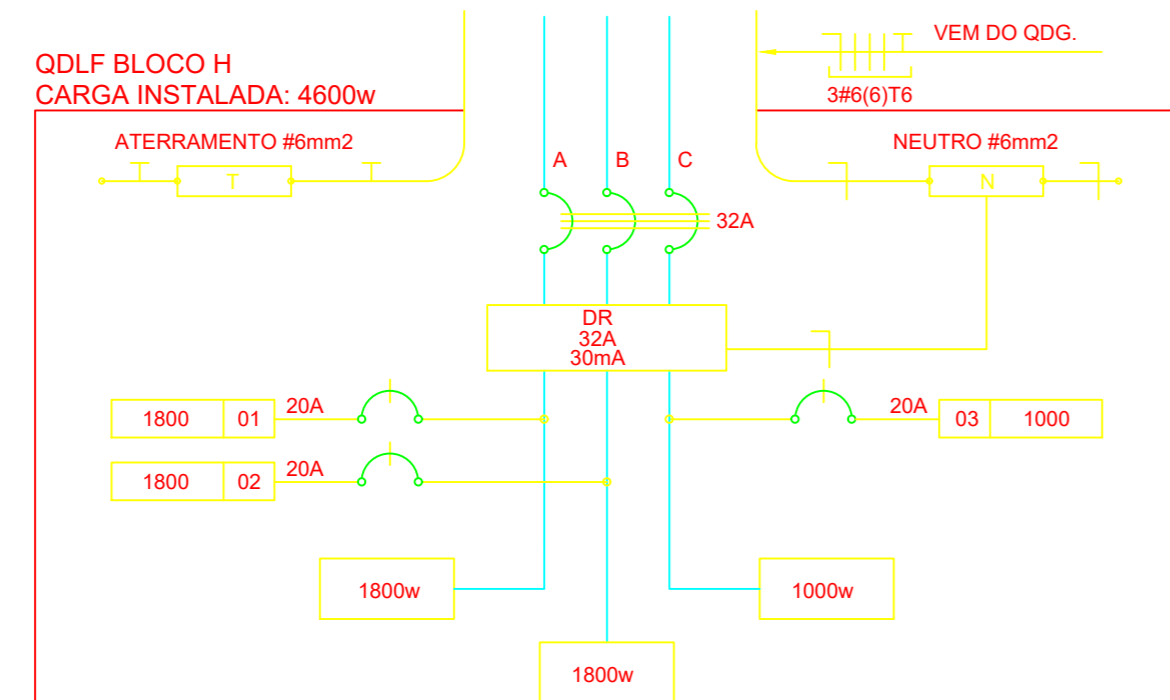 VEM DO QDG.
QDLF BLOCO H
CARGA INSTALADA: 4600w
3#6(6)T6
ATERRAMENTO #6mm2
NEUTRO #6mm2
A B C
T
N
32A
DR
32A
30mA
1800 01 20A
20A 03 1000
1800 02 20A
1800w
1000w
1800w